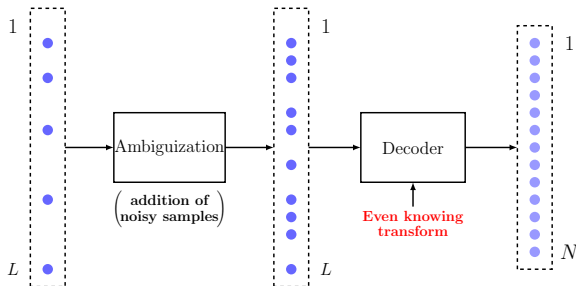 1
L
Ambiguization
(addition of
noisy samples)
1
L
Decoder
Even knowing
transform
1
N